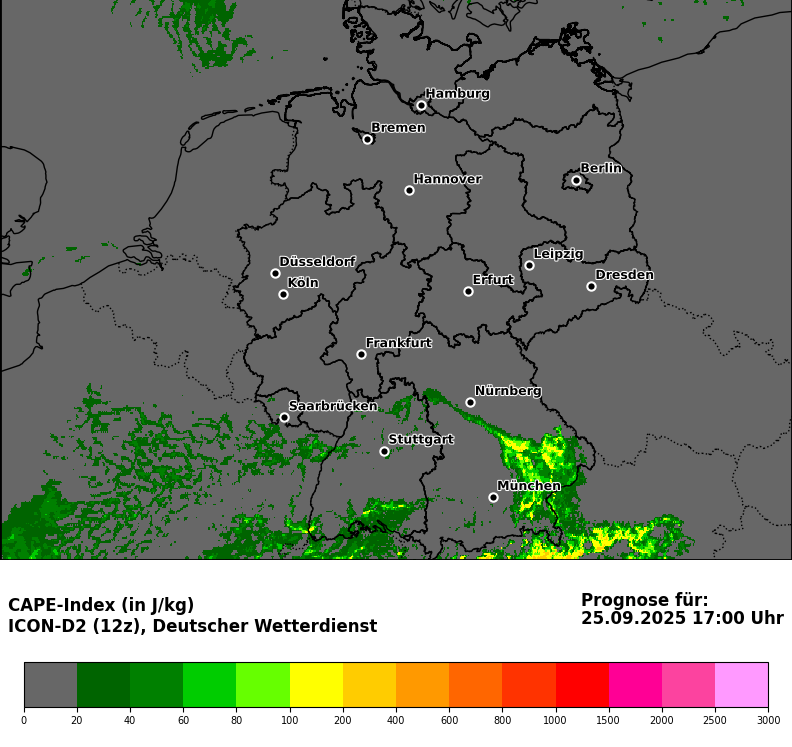 Hamburg
Bremen
Berlin
Hannover
Leipzig
Düsseldorf
Dresden
Köln
Erfurt
Frankfurt
Nürnberg
Saarbrücken
Stuttgart
München
CAPE-Index (in J/kg)
ICON-D2 (12z), Deutscher Wetterdienst
Prognose für:
25.09.2025 17:00 Uhr
0 20 40 60 80 100 200 400 600 800 1000 1500 2000 2500 3000